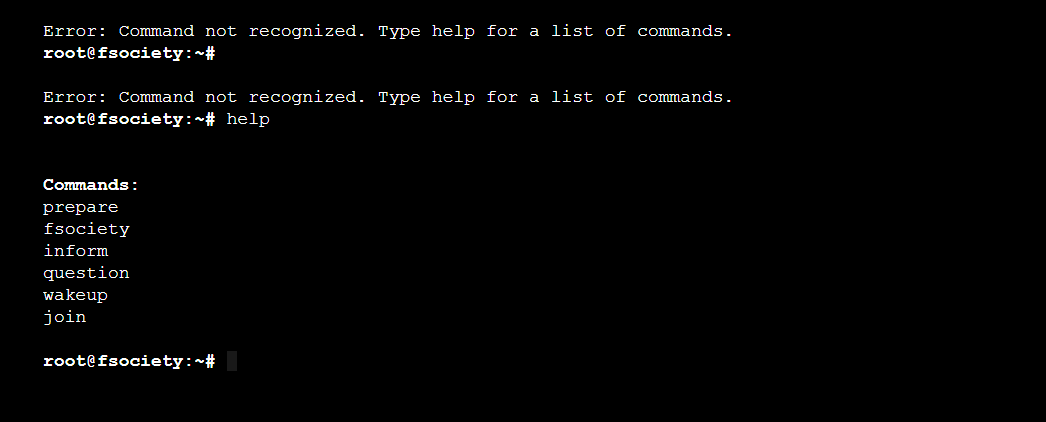 Error: Command not recognized. Type help for a list of commands.
root@fsociety:~#
Error: Command not recognized. Type help for a list of commands.
root@fsociety:~# help
Commands:
prepare
fsociety
inform
question
wakeup
join
root@fsociety:~#